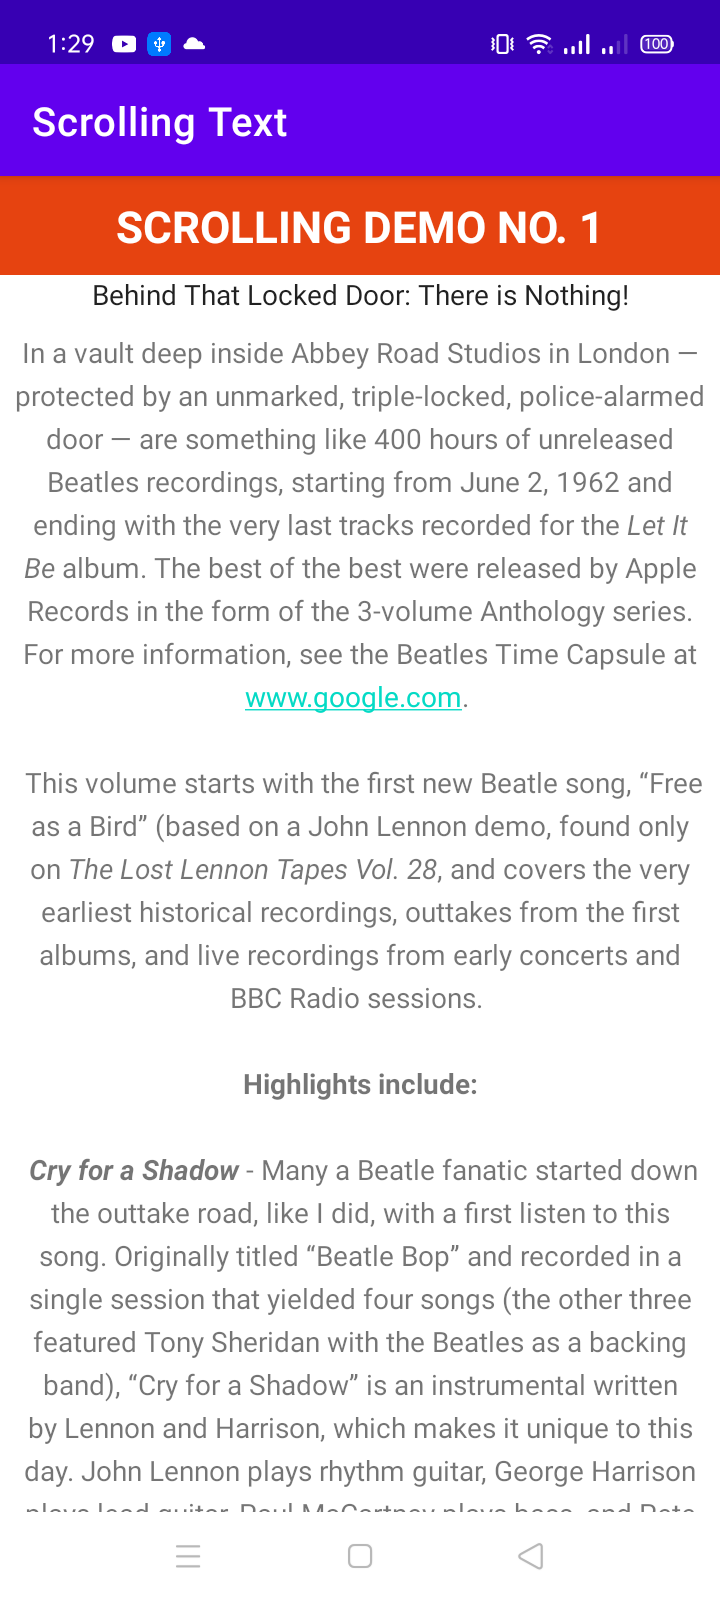 1:29
100
Scrolling Text
SCROLLING DEMO NO. 1
Behind That Locked Door: There is Nothing!
In a vault deep inside Abbey Road Studios in London —
protected by an unmarked, triple-locked, police-alarmed
door — are something like 400 hours of unreleased
Beatles recordings, starting from June 2, 1962 and
ending with the very last tracks recorded for the Let It
Be album. The best of the best were released by Apple
Records in the form of the 3-volume Anthology series.
For more information, see the Beatles Time Capsule at
www.google.com.
This volume starts with the first new Beatle song, “Free
as a Bird” (based on a John Lennon demo, found only
on The Lost Lennon Tapes Vol. 28, and covers the very
earliest historical recordings, outtakes from the first
albums, and live recordings from early concerts and
BBC Radio sessions.
Highlights include:
Cry for a Shadow - Many a Beatle fanatic started down
the outtake road, like I did, with a first listen to this
song. Originally titled “Beatle Bop” and recorded in a
single session that yielded four songs (the other three
featured Tony Sheridan with the Beatles as a backing
band), “Cry for a Shadow” is an instrumental written
by Lennon and Harrison, which makes it unique to this
day. John Lennon plays rhythm guitar, George Harrison
plays lead guitar, Paul McCartney plays bass, and Pete